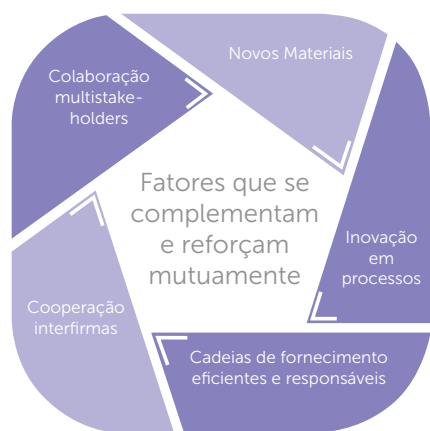 Novos Materiais
Colaboração
multistake-
holders
Fatores que se
complementam
e reforçam
mutuamente
Inovação
em
processos
Cooperação
interfirmas
Cadeias de fornecimento
eficientes e responsáveis